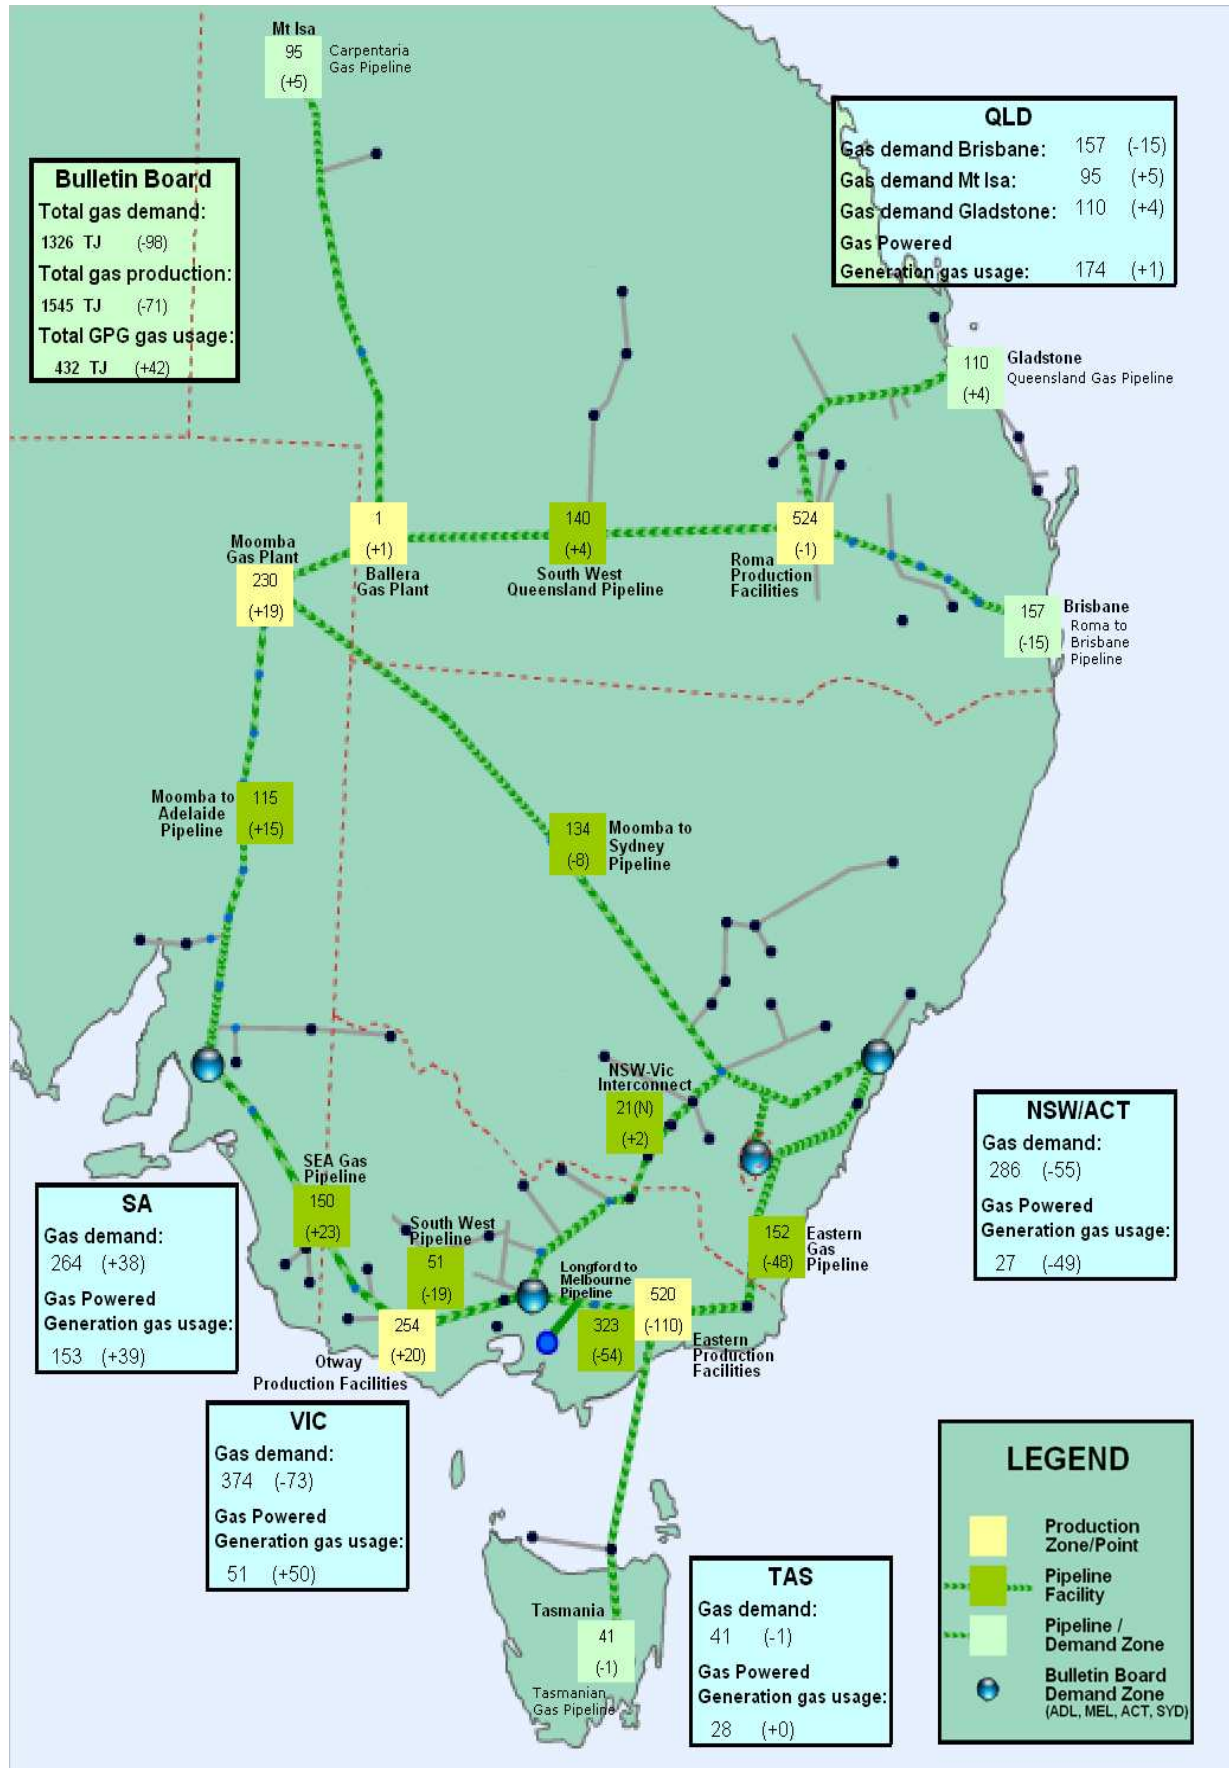 Mt Isa
95
(+5)
Carpentaria
Gas Pipeline
QLD
Gas demand Brisbane: 157 (-15)
Gas demand Mt Isa: 95 (+5)
Gas demand Gladstone: 110 (+4)
Gas Powered
Generation gas usage: 174 (+1)
Bulletin Board
Total gas demand:
1326 TJ (-98)
Total gas production:
1545 TJ (-71)
Total GPG gas usage:
432 TJ (+42)
110
(+4)
Gladstone
Queensland Gas Pipeline
Moomba
Gas Plant
230
(+19)
1
(+1)
Ballera
Gas Plant
140
(+4)
South West
Queensland Pipeline
524
(-1)
Roma
Production
Facilities
157
(-15)
Brisbane
Roma to
Brisbane
Pipeline
Moomba to
Adelaide
Pipeline
115
(+15)
134
(-8)
Moomba to
Sydney
Pipeline
NSW-Vic
Interconnect
21(N)
(+2)
NSW/ACT
Gas demand:
286 (-55)
Gas Powered
Generation gas usage:
27 (-49)
SEA Gas
Pipeline
150
(+23)
SA
Gas demand:
264 (+38)
Gas Powered
Generation gas usage:
153 (+39)
South West
Pipeline
51
(-19)
152
(-48)
Eastern
Gas
Pipeline
Longford to
Melbourne
Pipeline
323
(-54)
520
(-110)
Eastern
Production
Facilities
254
(+20)
Otway
Production Facilities
VIC
Gas demand:
374 (-73)
Gas Powered
Generation gas usage:
51 (+50)
Tasmania
41
(-1)
Tasmanian
Gas Pipeline
TAS
Gas demand:
41 (-1)
Gas Powered
Generation gas usage:
28 (+0)
LEGEND
Production
Zone/Point
Pipeline
Facility
Pipeline /
Demand Zone
Bulletin Board
Demand Zone
(ADL, MEL, ACT, SYD)